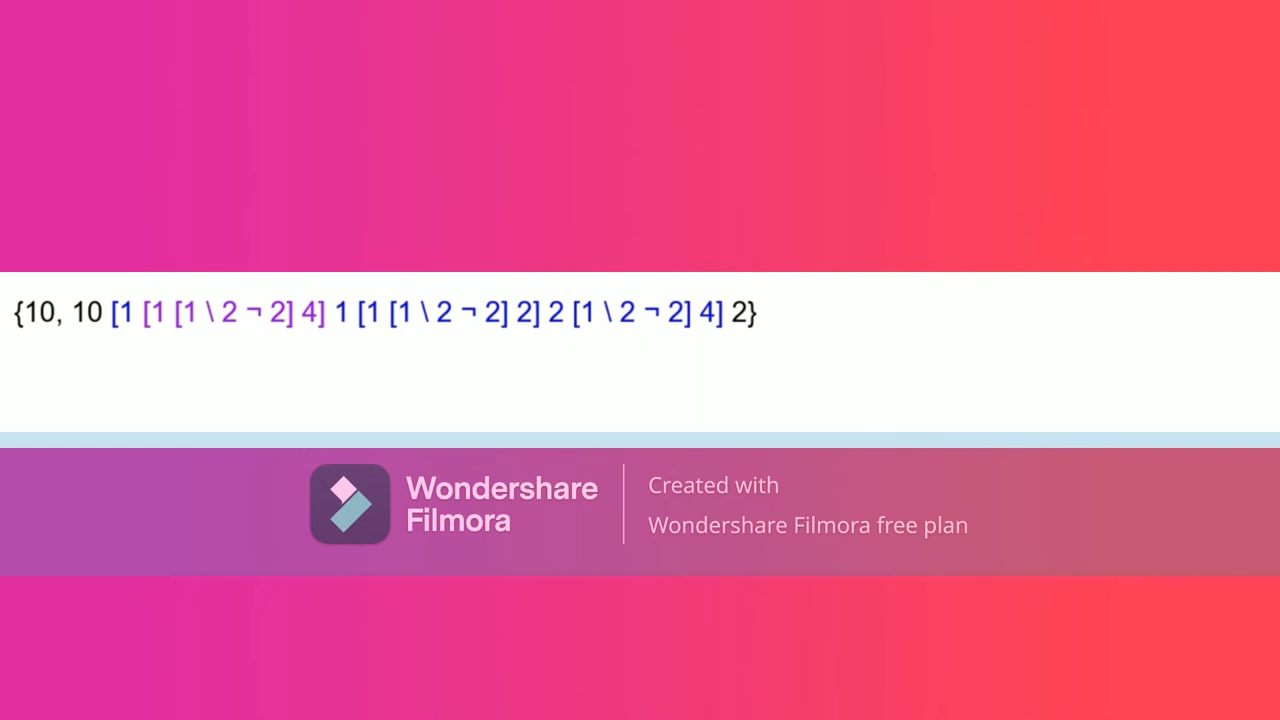 {10, 10 [1 [1 [1 \ 2 ¬ 2] 4] 1 [1 [1 \ 2 ¬ 2] 2] 2 [1 \ 2 ¬ 2] 4] 2}
Wondershare
Filmora
Created with
Wondershare Filmora free plan